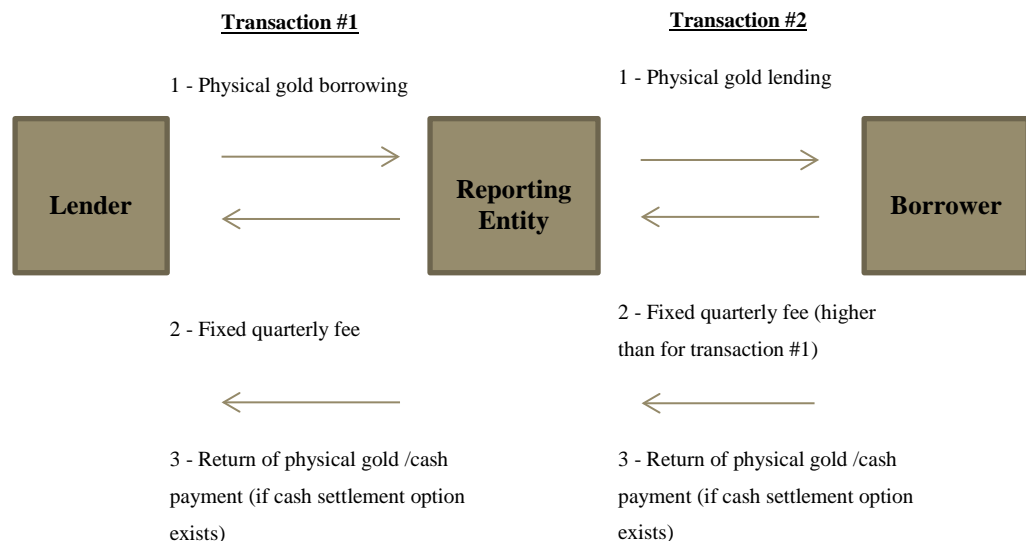 Transaction #1
Transaction #2
1 - Physical gold borrowing
1 - Physical gold lending
Lender
Reporting
Entity
Borrower
2 - Fixed quarterly fee
2 - Fixed quarterly fee (higher
than for transaction #1)
3 - Return of physical gold /cash
payment (if cash settlement option
exists)
3 - Return of physical gold /cash
payment (if cash settlement option
exists)